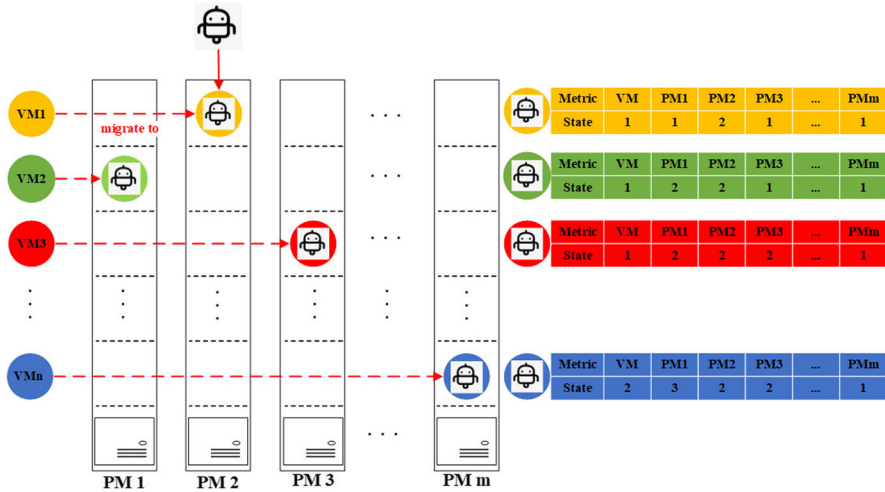 VM1
migrate to
. . .
Metric VM PM1 PM2 PM3 ... PMm
State 1 1 2 1 ... 1
VM2
. . .
Metric VM PM1 PM2 PM3 ... PMm
State 1 2 2 1 ... 1
VM3
. . .
Metric VM PM1 PM2 PM3 ... PMm
State 1 2 2 2 ... 1
VMn
Metric VM PM1 PM2 PM3 ... PMm
State 2 3 2 2 ... 1
. . .
PM 1 PM 2 PM 3 PM m